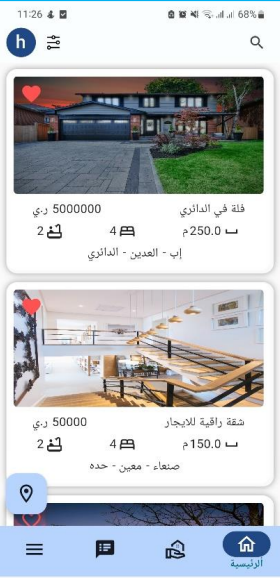 11:26
68%
h
فلة في الدائري
5000000 ر.ي
250.0 م
4
2
إب - العدين - الدائري
شقة راقية للايجار
50000 ر.ي
150.0 م
4
2
صنعاء - معين - حده
الرئيسية